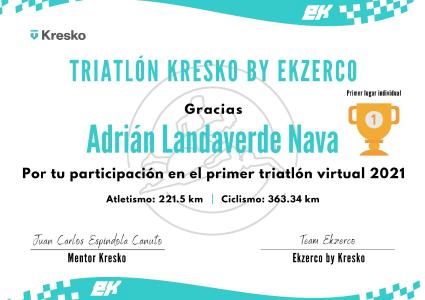 EK
Kresko
TRIATLÓN KRESKO BY EKZERCO
Primer lugar individual
Gracias
1
Adrián Landaverde Nava
Por tu participación en el primer triatlón virtual 2021
Atletismo: 221.5 km | Ciclismo: 363.34 km
Juan Carlos Espíndola Canuto
Team Ekzerco
Mentor Kresko
Ekzerco by Kresko
EK